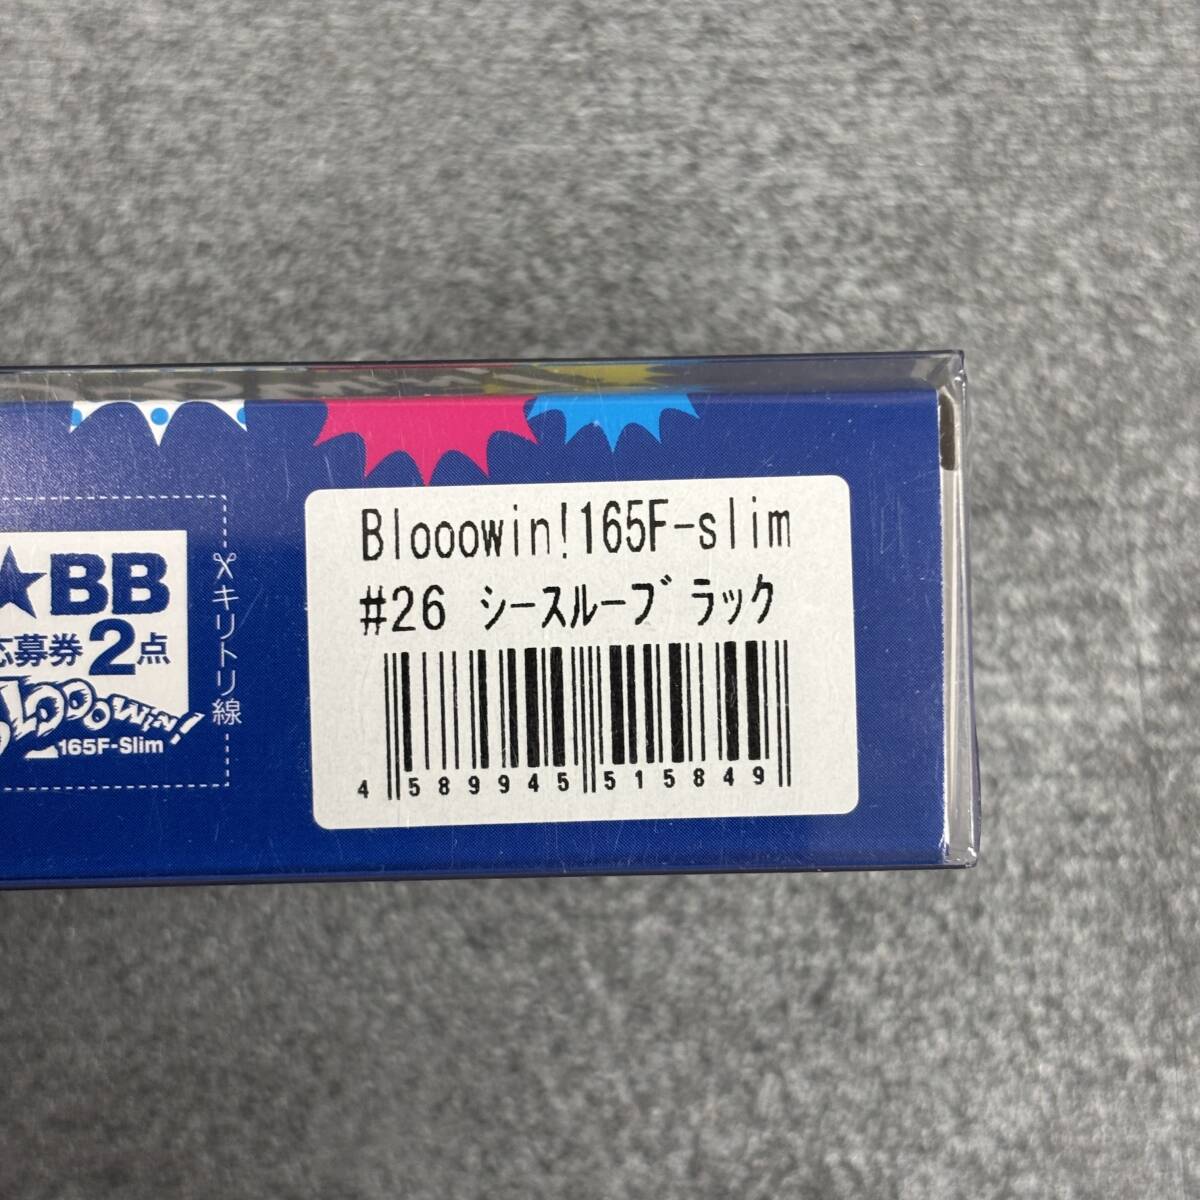 Blooowin!165F-slim
#26 シースルーブラック
4 589945 515849
★BB
応募券2点
BLOOOWIN!
165F-Slim
キリトリ線